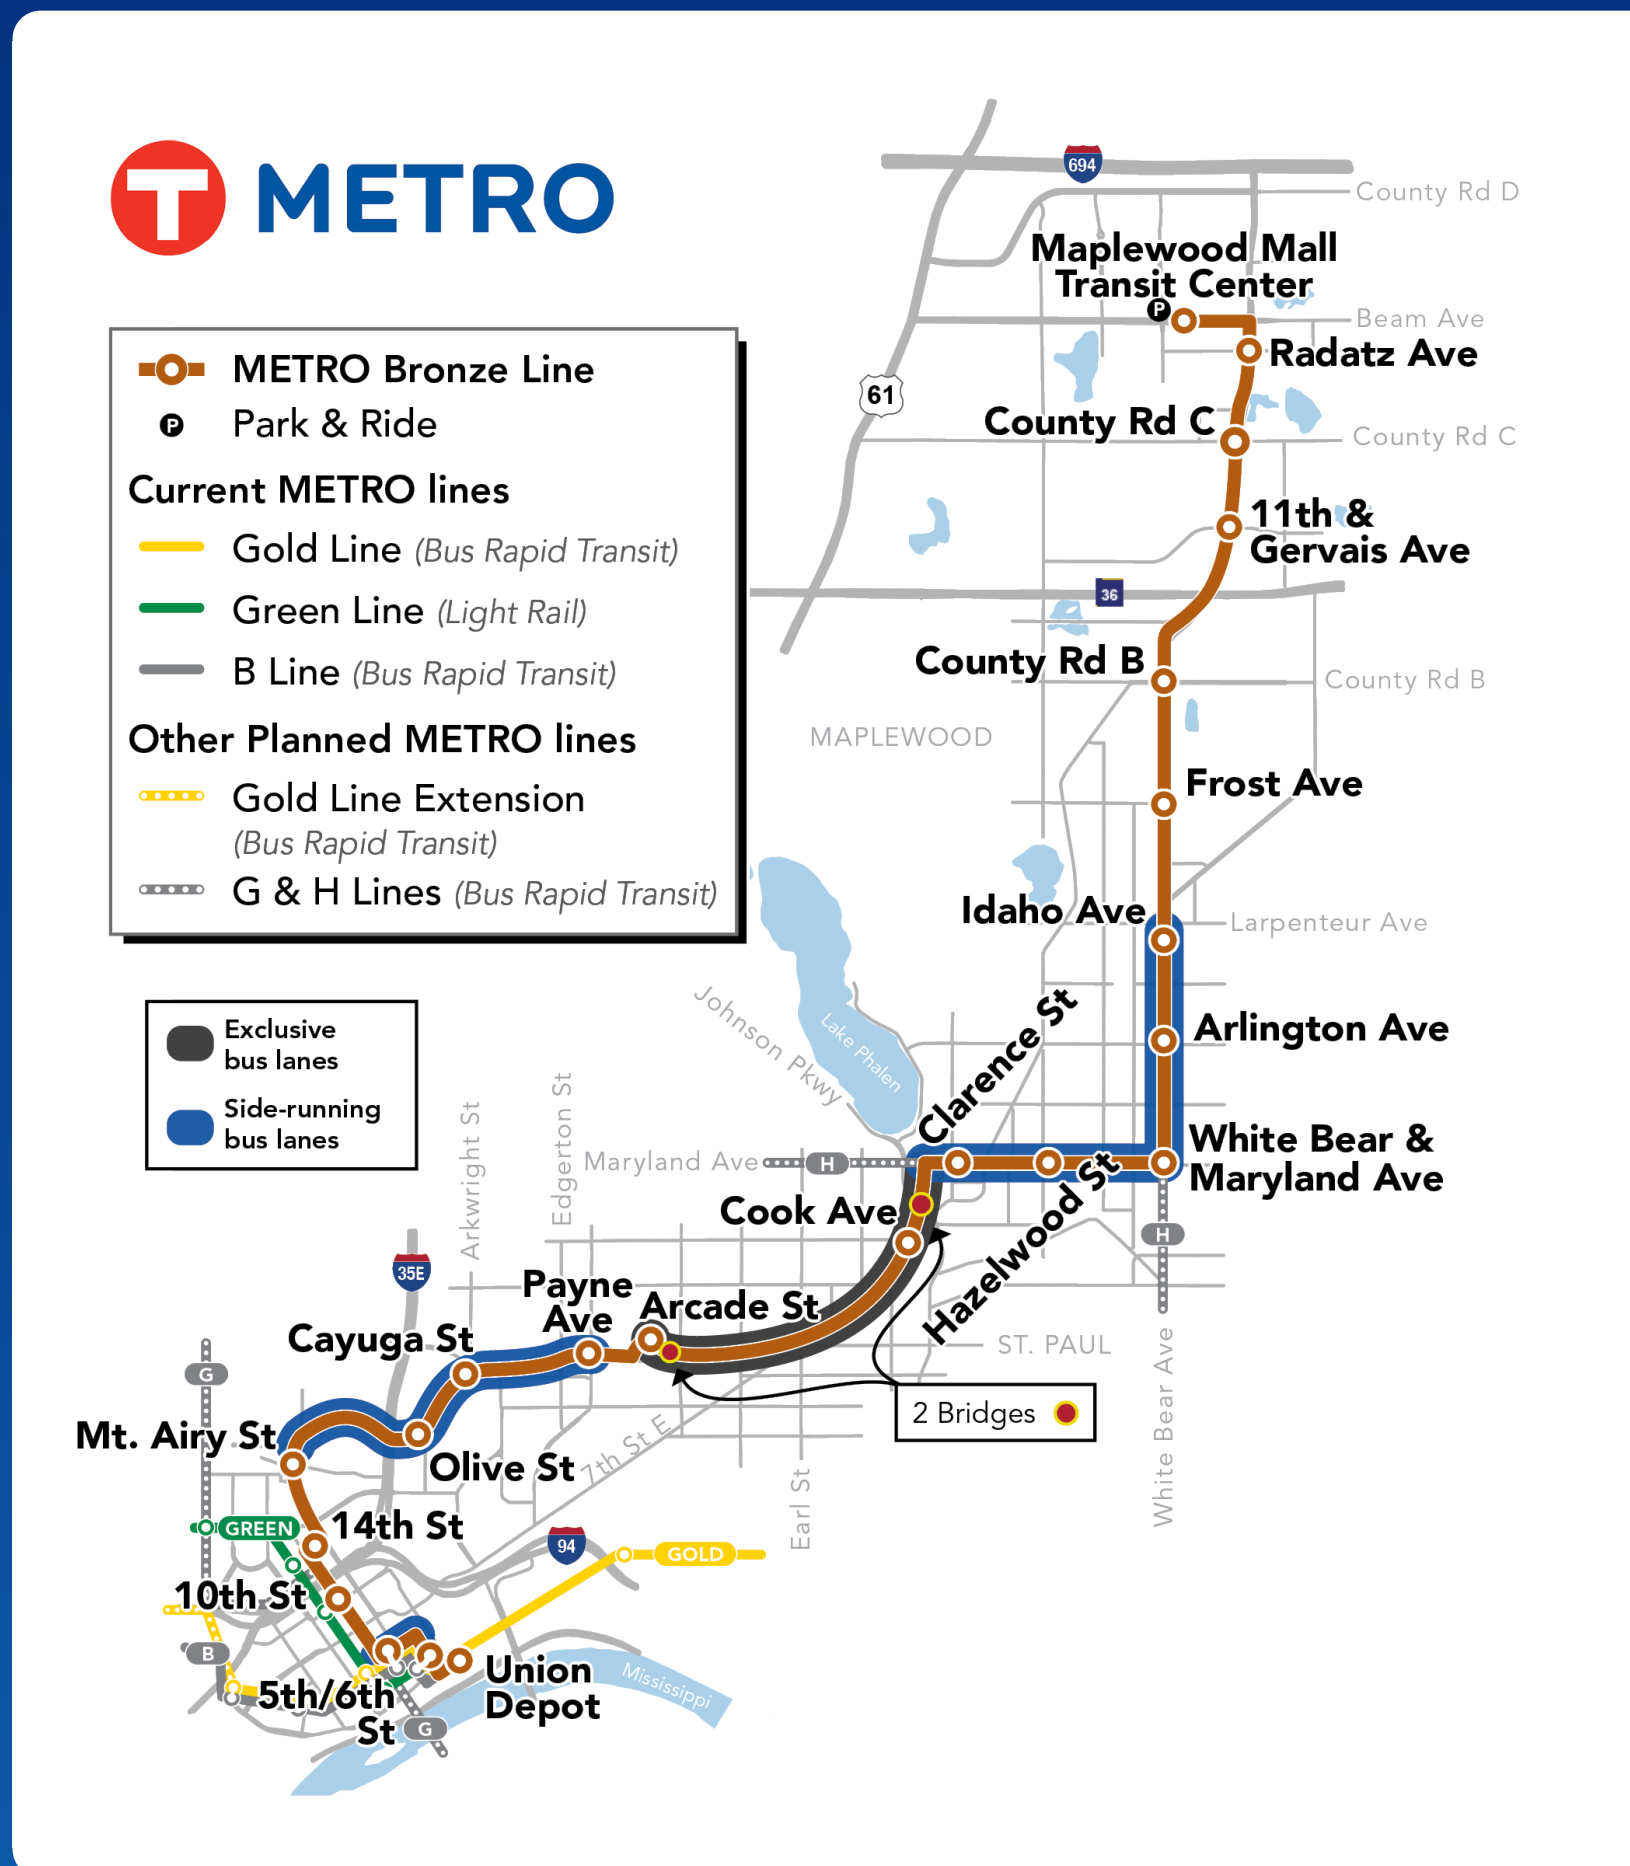 T METRO
METRO Bronze Line
P Park & Ride
Current METRO lines
Gold Line (Bus Rapid Transit)
Green Line (Light Rail)
B Line (Bus Rapid Transit)
Other Planned METRO lines
Gold Line Extension
(Bus Rapid Transit)
G & H Lines (Bus Rapid Transit)
Exclusive
bus lanes
Side-running
bus lanes
694
County Rd D
Maplewood Mall
Transit Center
P
Beam Ave
Radatz Ave
61
County Rd C
County Rd C
11th &
Gervais Ave
36
County Rd B
County Rd B
MAPLEWOOD
Frost Ave
Idaho Ave
Larpenteur Ave
Lake Phalen
Johnson Pkwy
Clarence St
Arlington Ave
White Bear &
Maryland Ave
Maryland Ave
H
Hazelwood St
H
White Bear Ave
Cook Ave
Arkwright St
Edgerton St
35E
Payne
Ave
Arcade St
ST. PAUL
Cayuga St
2 Bridges
G
Mt. Airy St
Olive St
7th St E
Earl St
14th St
GREEN
94
GOLD
10th St
B
Union
Depot
Mississippi
5th/6th
St
G